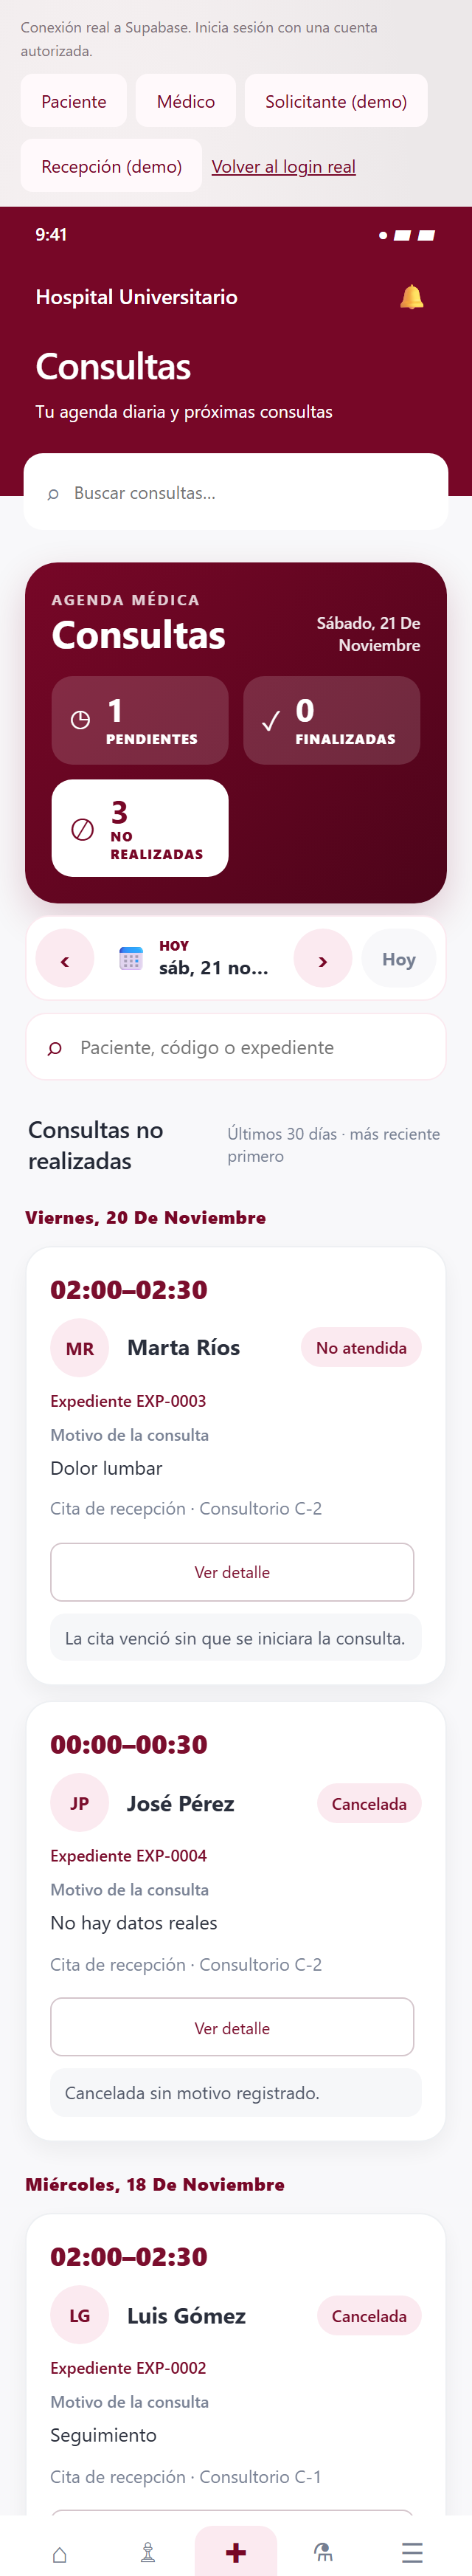 Conexión real a Supabase. Inicia sesión con una cuenta
autorizada.
Paciente
Médico
Solicitante (demo)
Recepción (demo)
Volver al login real
9:41
Hospital Universitario
Consultas
Tu agenda diaria y próximas consultas
Buscar consultas...
AGENDA MÉDICA
Consultas
Sábado, 21 De
Noviembre
1
PENDIENTES
0
FINALIZADAS
3
NO
REALIZADAS
‹
HOY
sáb, 21 no...
›
Hoy
Paciente, código o expediente
Consultas no
realizadas
Últimos 30 días · más reciente
primero
Viernes, 20 De Noviembre
02:00–02:30
MR
Marta Ríos
No atendida
Expediente EXP-0003
Motivo de la consulta
Dolor lumbar
Cita de recepción · Consultorio C-2
Ver detalle
La cita venció sin que se iniciara la consulta.
00:00–00:30
JP
José Pérez
Cancelada
Expediente EXP-0004
Motivo de la consulta
No hay datos reales
Cita de recepción · Consultorio C-2
Ver detalle
Cancelada sin motivo registrado.
Miércoles, 18 De Noviembre
02:00–02:30
LG
Luis Gómez
Cancelada
Expediente EXP-0002
Motivo de la consulta
Seguimiento
Cita de recepción · Consultorio C-1